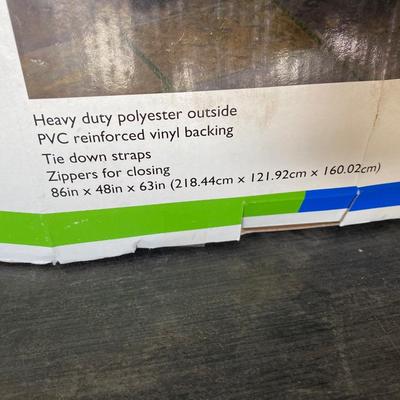 Heavy duty polyester outside
PVC reinforced vinyl backing
Tie down straps
Zippers for closing
86in x 48in x 63in (218.44cm x 121.92cm x 160.02cm)